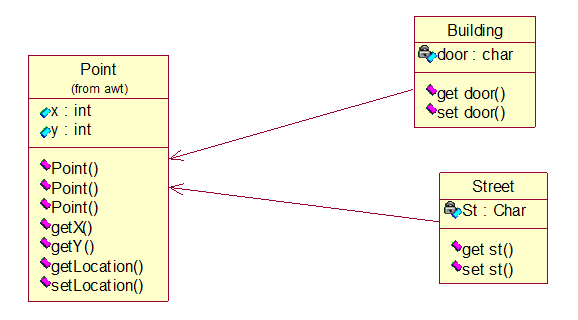 Point
(from awt)
x : int
y : int
Point()
Point()
Point()
getX()
getY()
getLocation()
setLocation()
Building
door : char
get door()
set door()
Street
St : Char
get st()
set st()